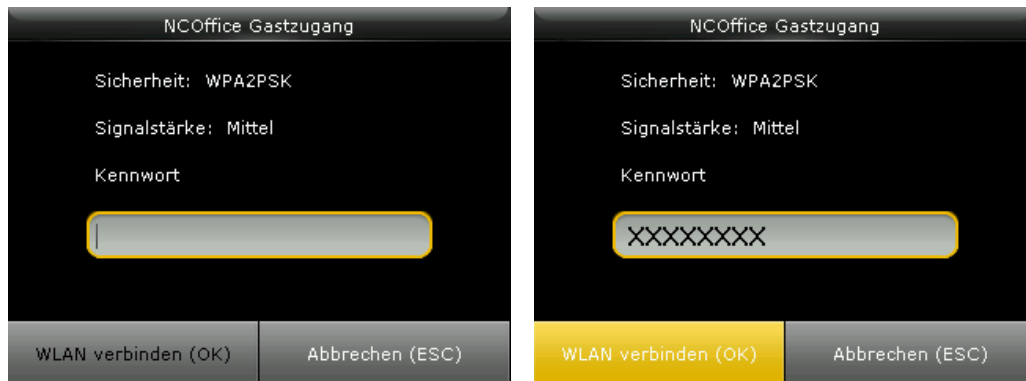 NCOffice Gastzugang
Sicherheit: WPA2PSK
Signalstärke: Mittel
Kennwort
WLAN verbinden (OK)
Abbrechen (ESC)
NCOffice Gastzugang
Sicherheit: WPA2PSK
Signalstärke: Mittel
Kennwort
XXXXXXXX
WLAN verbinden (OK)
Abbrechen (ESC)